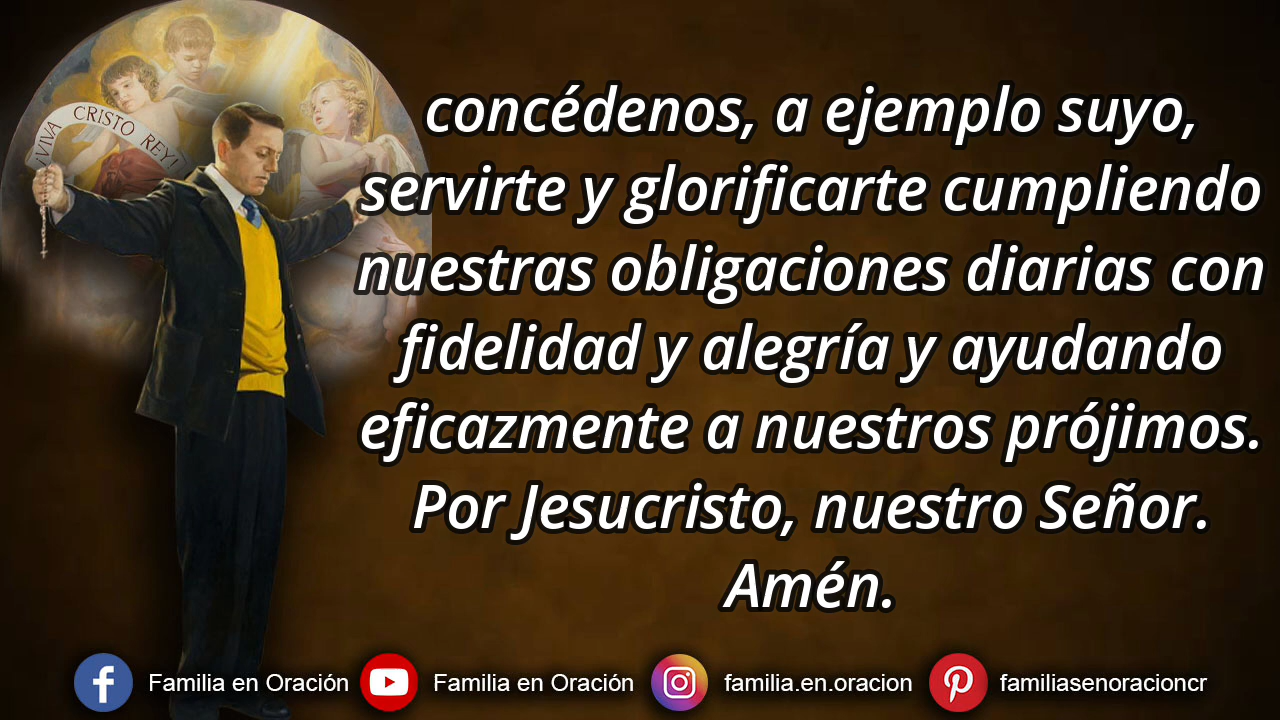 ¡VIVA CRISTO REY!
concédenos, a ejemplo suyo,
servirte y glorificarte cumpliendo
nuestras obligaciones diarias con
fidelidad y alegría y ayudando
eficazmente a nuestros prójimos.
Por Jesucristo, nuestro Señor.
Amén.
Familia en Oración Familia en Oración familia.en.oracion familiasenoracioncr